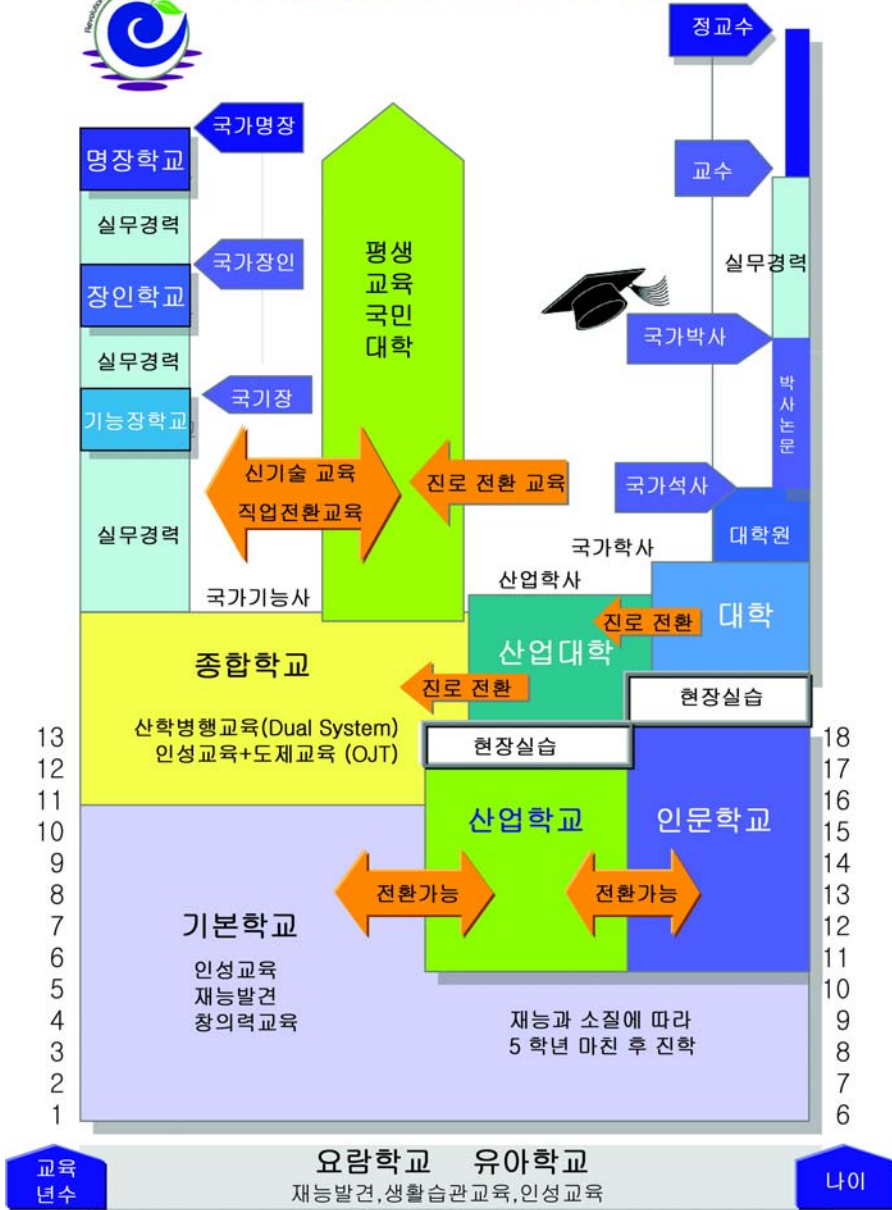 Revolution
정교수
국가명장
명장학교
교수
실무경력
평생
교육
국민
대학
국가장인
실무경력
장인학교
국가박사
실무경력
박사논문
국기장
기능장학교
신기술 교육
직업전환교육
진로 전환 교육
국가석사
실무경력
대학원
국가학사
산업학사
국가기능사
대학
진로 전환
산업대학
종합학교
진로 전환
현장실습
산학병행교육(Dual System)
인성교육+도제교육 (OJT)
현장실습
13
12
11
10
9
8
7
6
5
4
3
2
1
18
17
16
15
14
13
12
11
10
9
8
7
6
산업학교
인문학교
전환가능
전환가능
기본학교
인성교육
재능발견
창의력교육
재능과 소질에 따라
5 학년 마친 후 진학
교육
년수
요람학교 유아학교
재능발견,생활습관교육,인성교육
나이